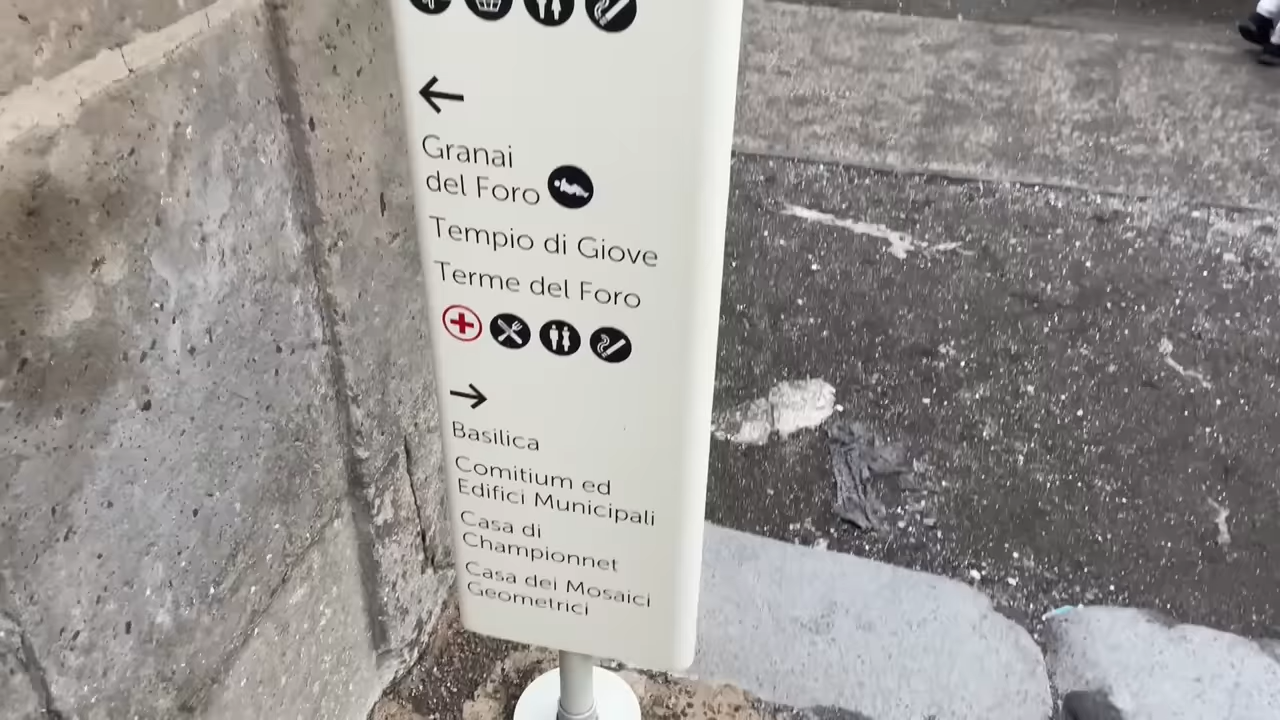 Granai
del Foro
Tempio di Giove
Terme del Foro
Basilica
Comitium ed
Edifici Municipali
Casa di
Championnet
Casa dei Mosaici
Geometrici